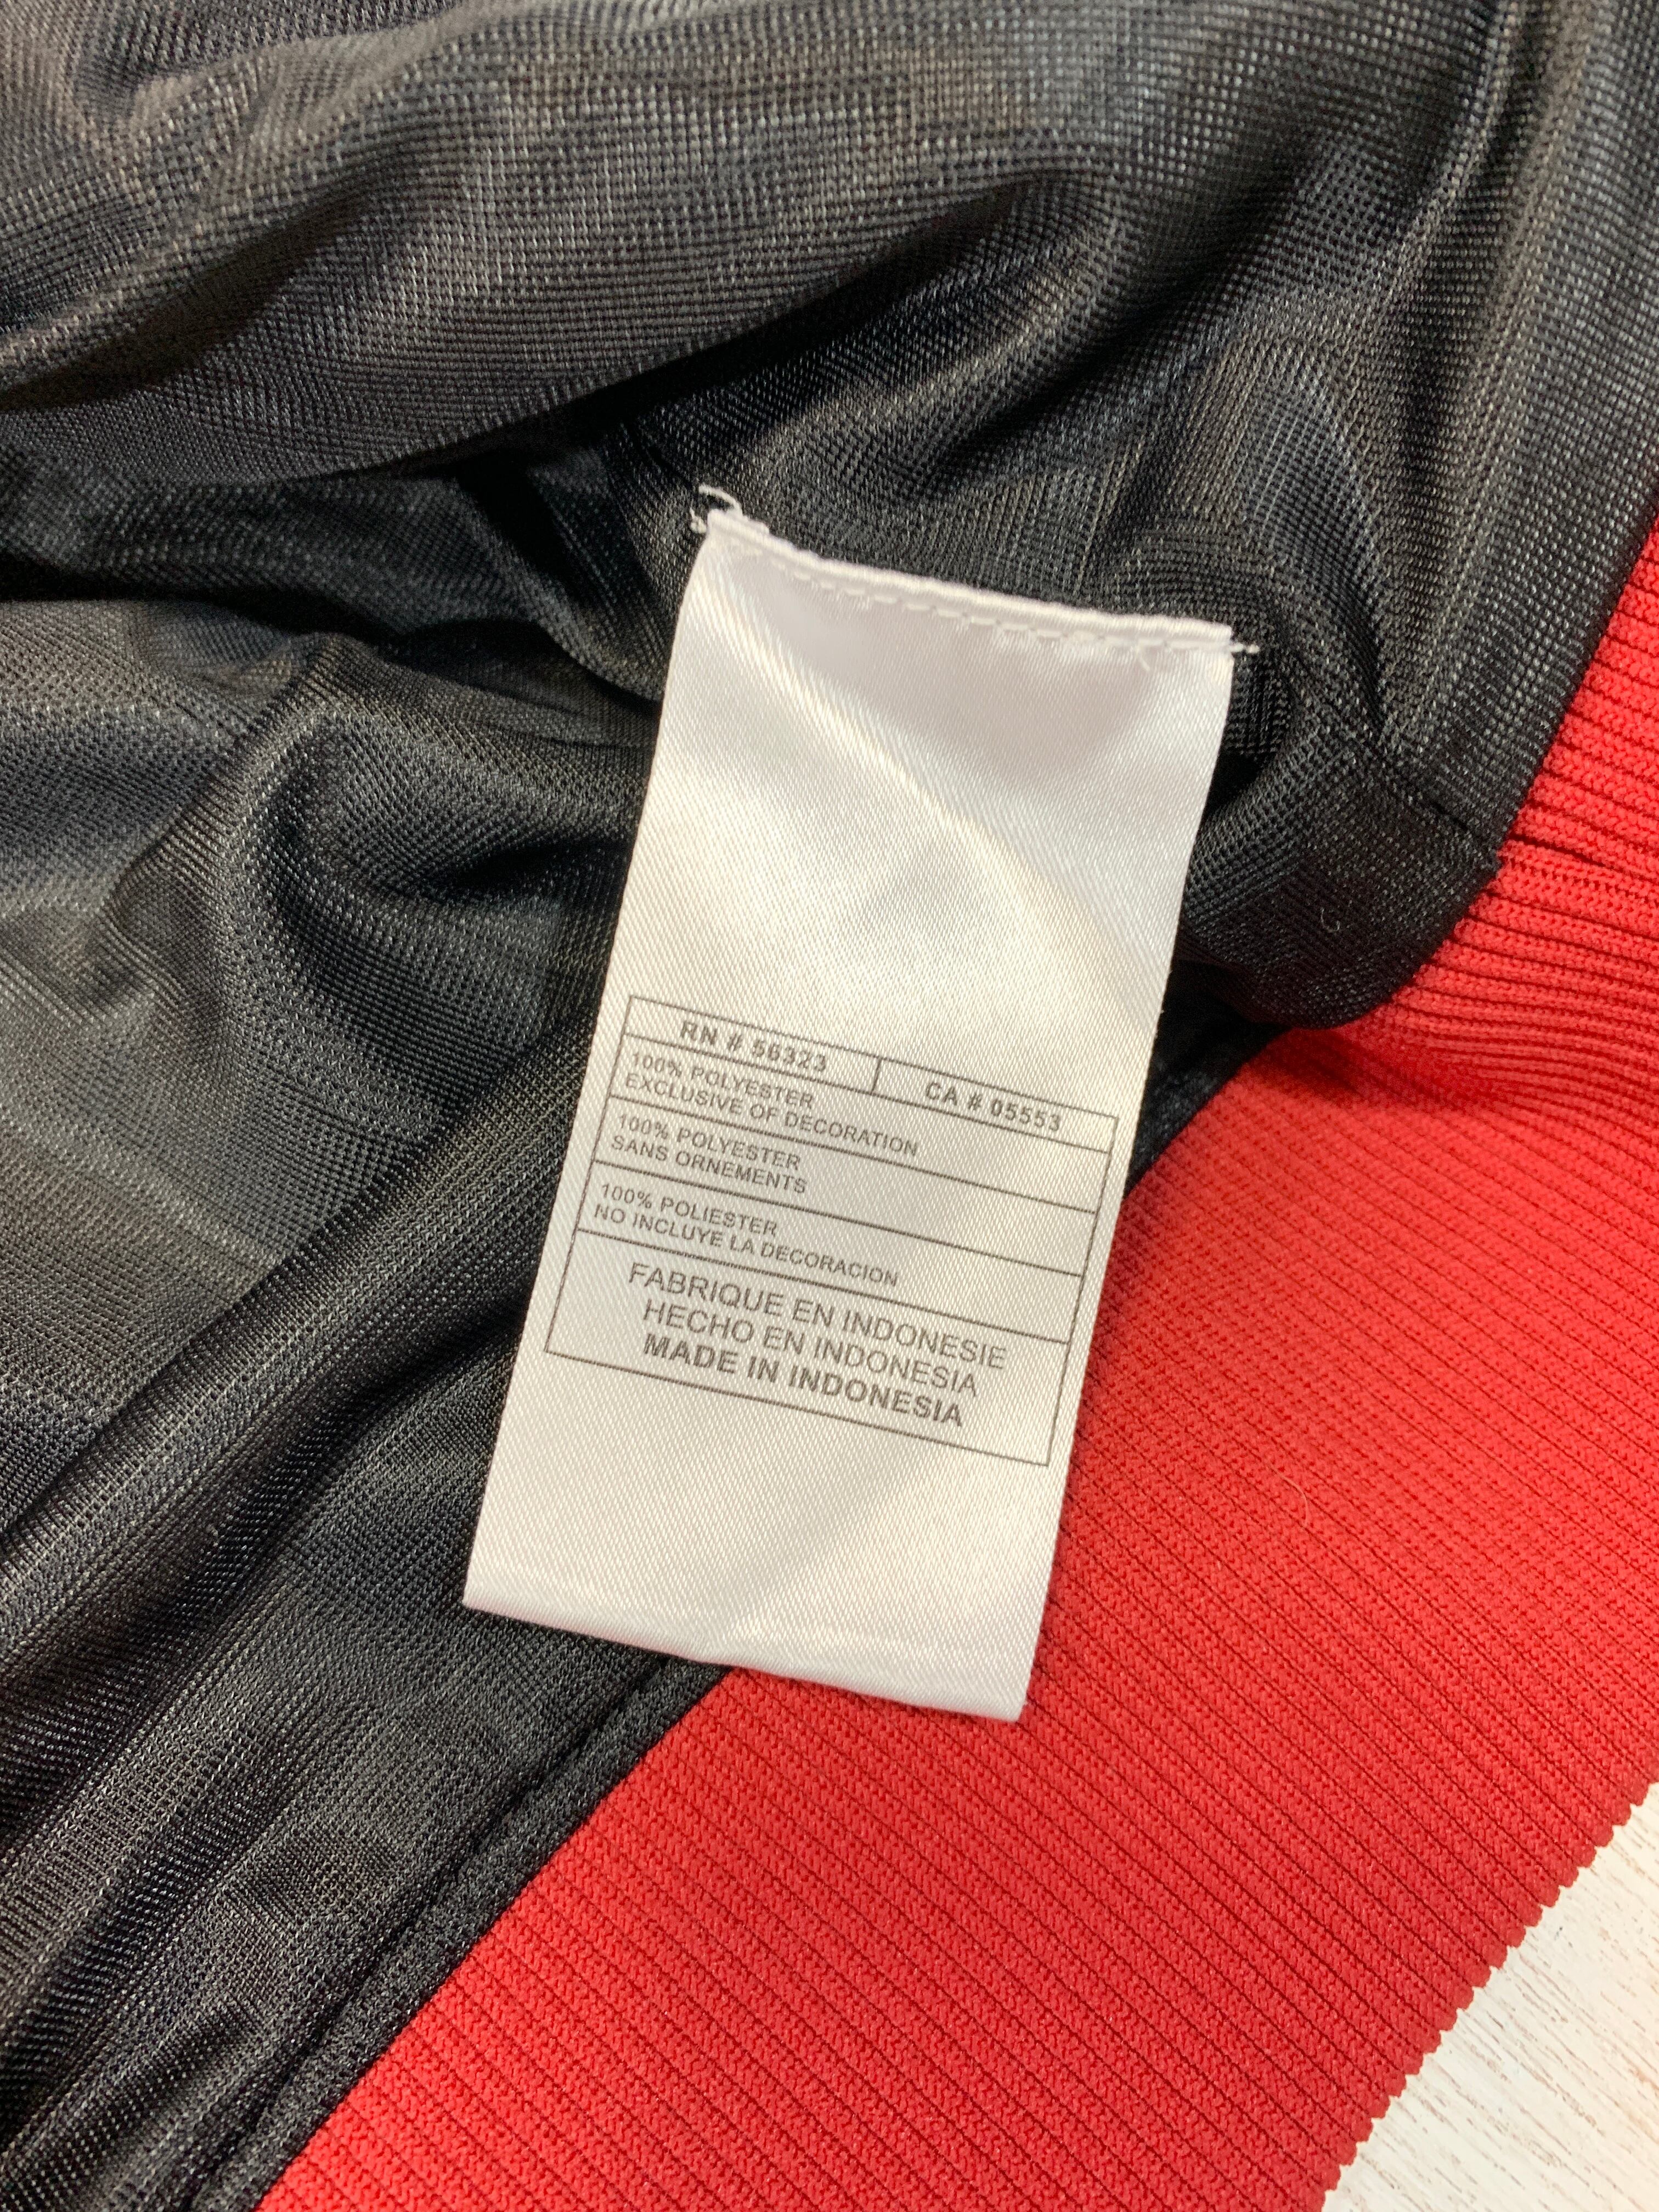 RN # 56323 CA # 05553
100% POLYESTER
EXCLUSIVE OF DECORATION
100% POLYESTER
SANS ORNEMENTS
100% POLIESTER
NO INCLUYE LA DECORACION
FABRIQUE EN INDONESIE
HECHO EN INDONESIA
MADE IN INDONESIA